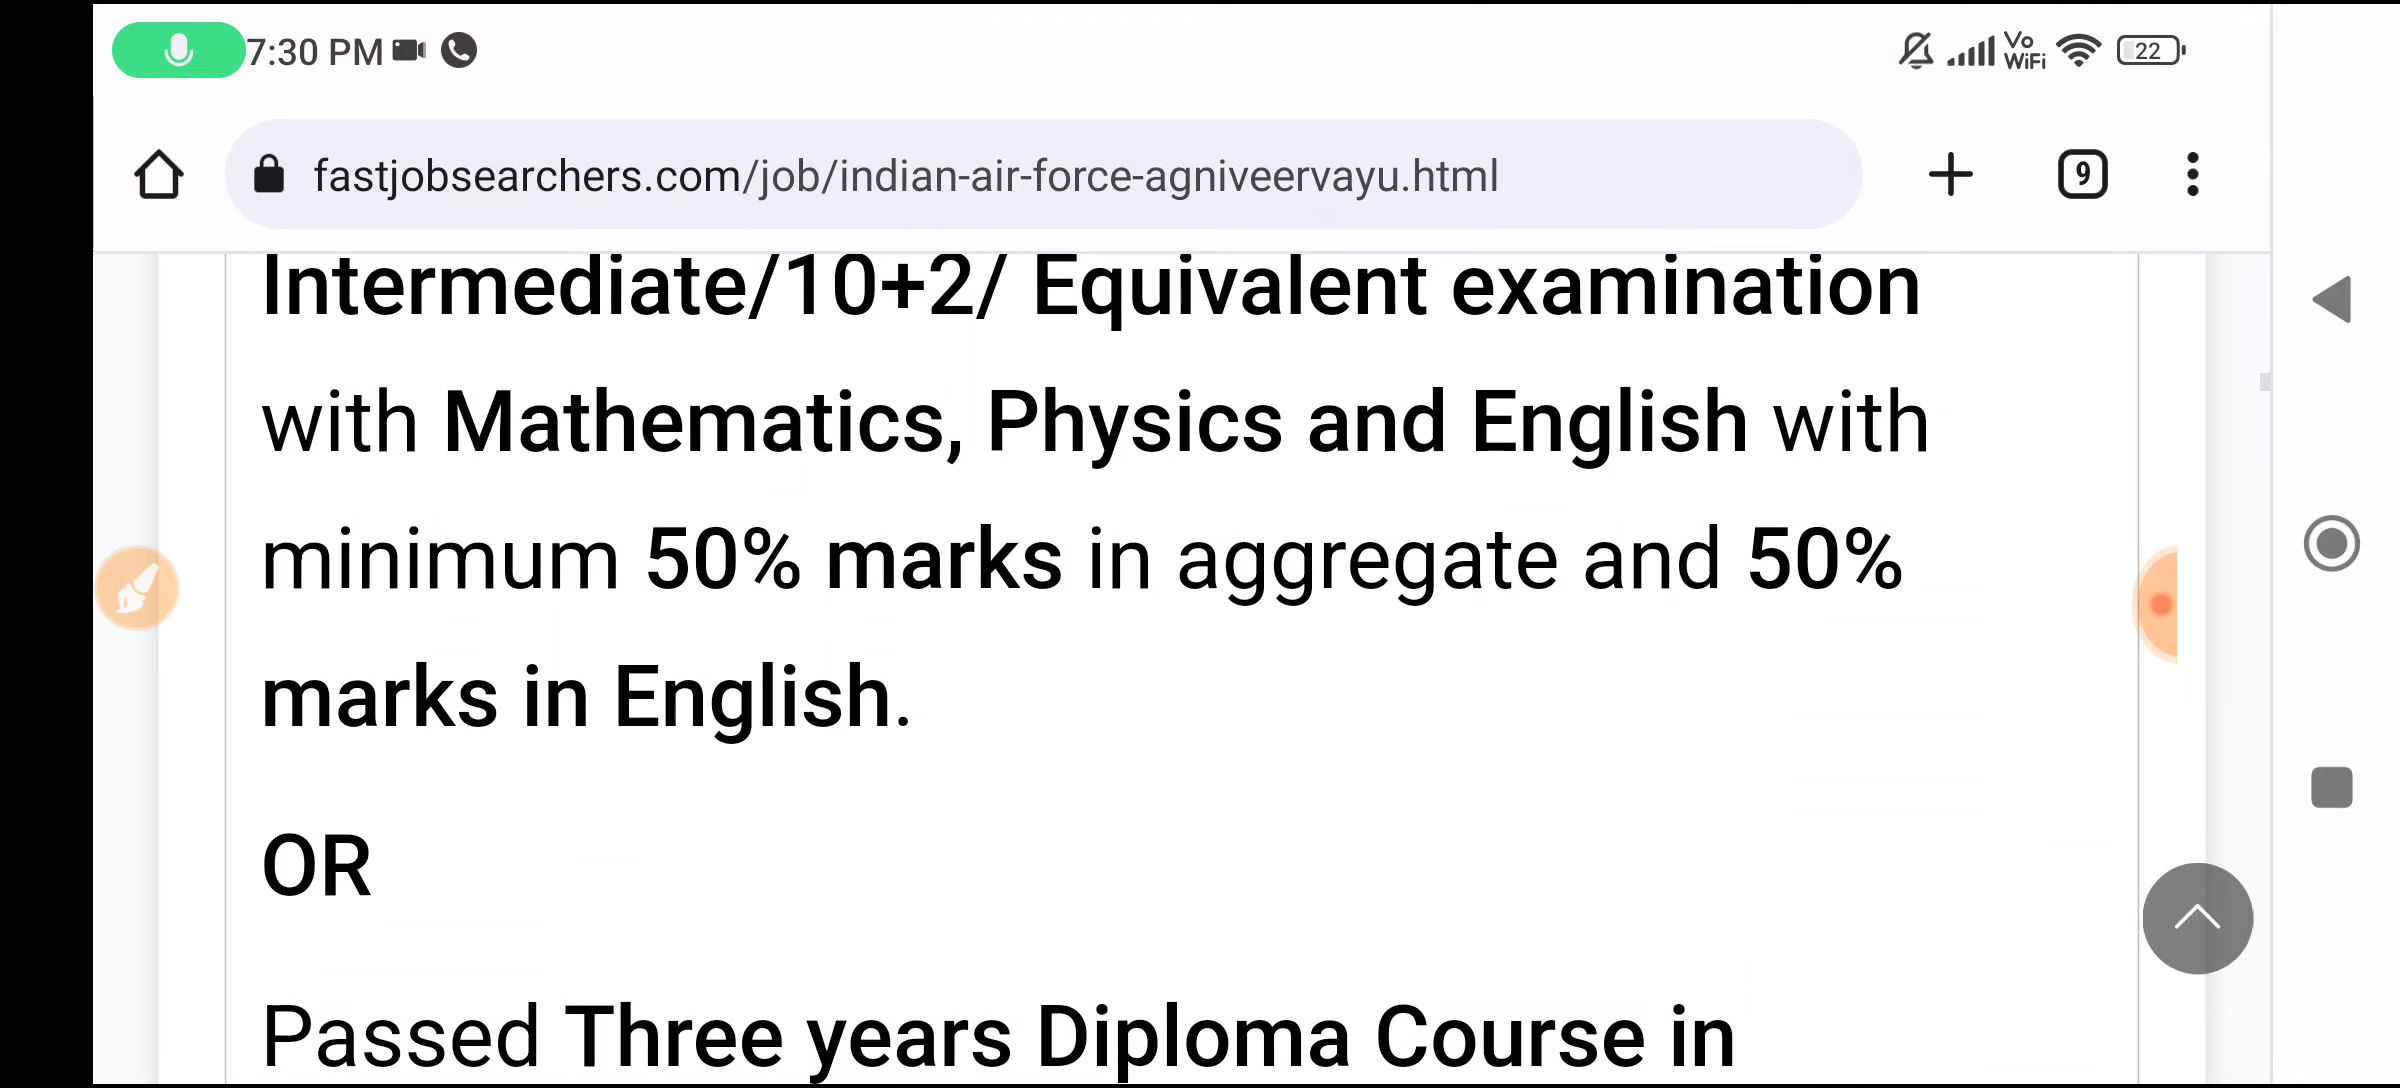 7:30 PM
Vo
WiFi
22
fastjobsearchers.com/job/indian-air-force-agniveervayu.html
9
Intermediate/10+2/ Equivalent examination
with Mathematics, Physics and English with
minimum 50% marks in aggregate and 50%
marks in English.
OR
Passed Three years Diploma Course in